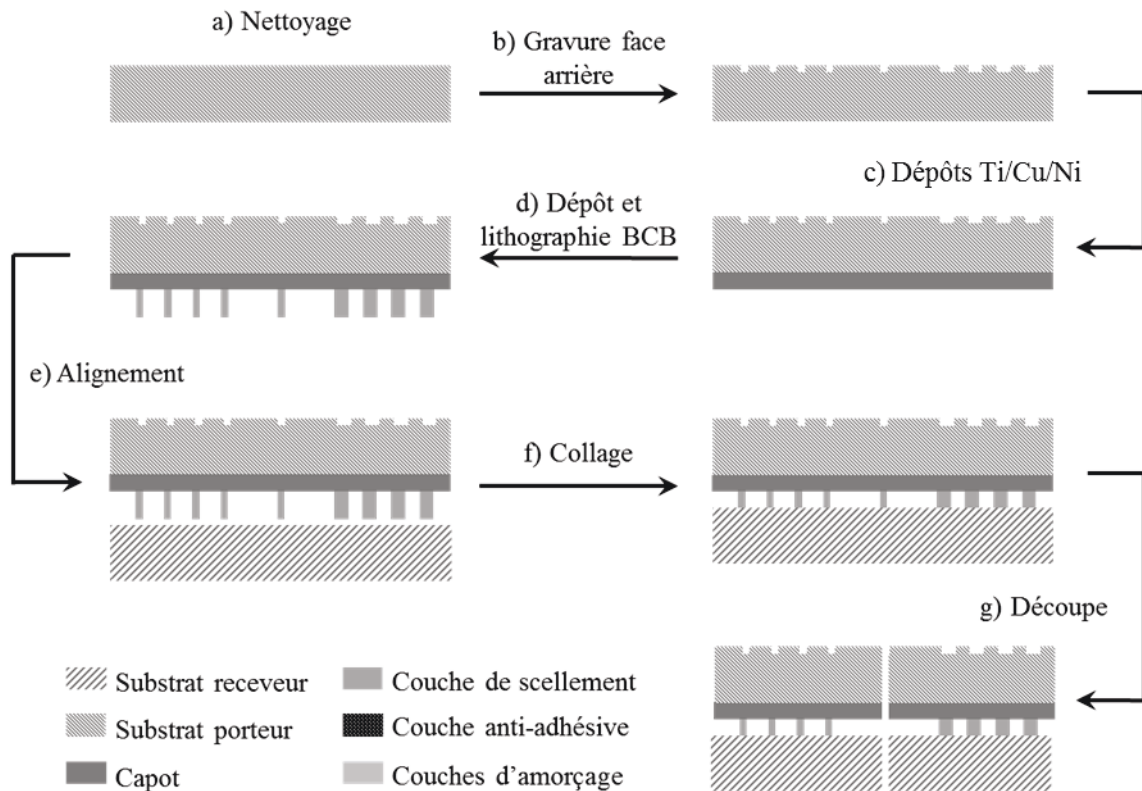 a) Nettoyage
b) Gravure face
arrière
c) Dépôts Ti/Cu/Ni
d) Dépôt et
lithographie BCB
e) Alignement
f) Collage
g) Découpe
Substrat receveur
Couche de scellement
Substrat porteur
Couche anti-adhésive
Capot
Couches d'amorçage